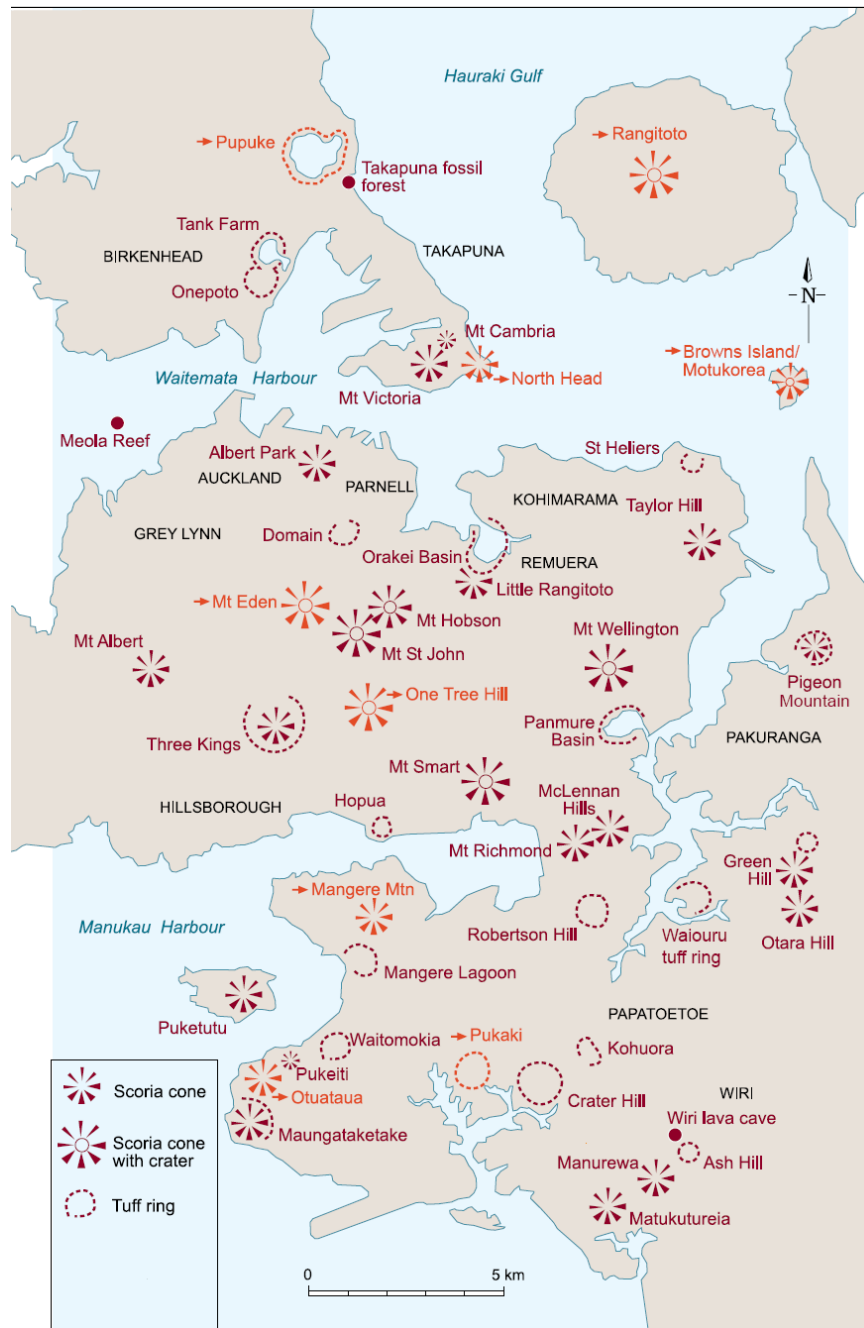 Hauraki Gulf
→ Pupuke
→ Rangitoto
Takapuna fossil
forest
Tank Farm
BIRKENHEAD
TAKAPUNA
Onepoto
-N-
Mt Cambria
→ Browns Island/
Motukorea
Waitemata Harbour
→ North Head
Mt Victoria
Meola Reef
Albert Park
St Heliers
AUCKLAND
PARNELL
KOHIMARAMA
Taylor Hill
GREY LYNN
Domain
Orakei Basin
REMUERA
Little Rangitoto
→ Mt Eden
Mt Hobson
Mt Albert
Mt St John
Mt Wellington
Pigeon
Mountain
→ One Tree Hill
Three Kings
Panmure
Basin
PAKURANGA
Mt Smart
McLennan
Hills
HILLSBOROUGH
Hopua
Mt Richmond
Green
Hill
→ Mangere Mtn
Manukau Harbour
Robertson Hill
Waiouru
tuff ring
Otara Hill
Mangere Lagoon
Puketutu
PAPATOETOE
Waitomokia
→ Pukaki
Kohuora
Pukeiti
→ Otuataua
Crater Hill
WIRI
Wiri lava cave
Maungataketake
Manurewa
Ash Hill
Matukutureia
Scoria cone
Scoria cone
with crater
Tuff ring
0
5 km